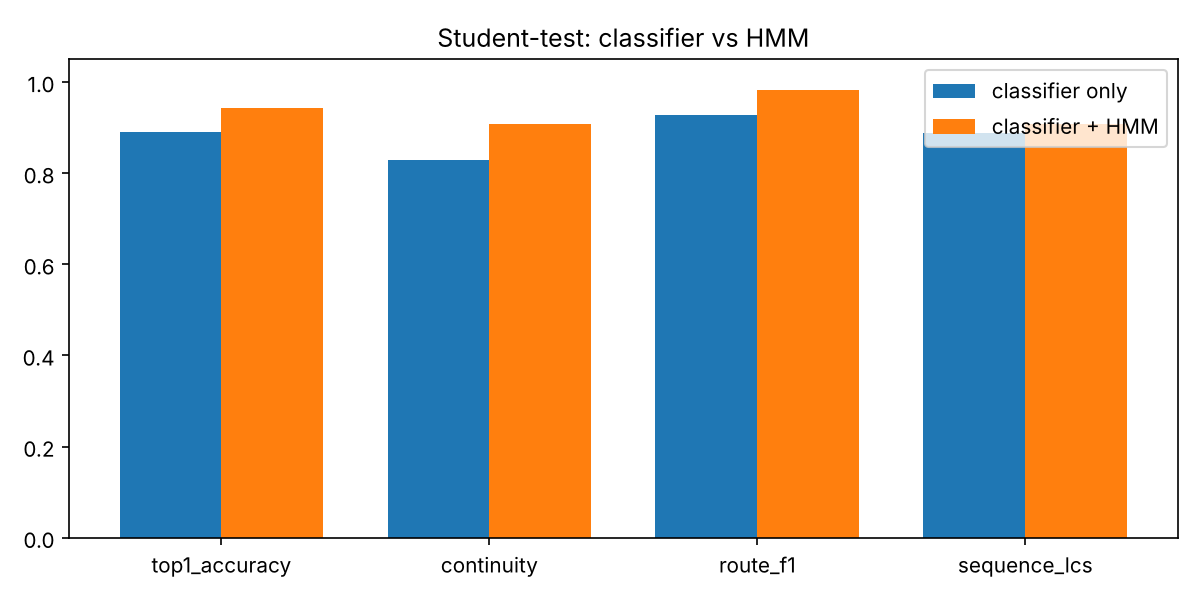 Student-test: classifier vs HMM
1.0
0.8
0.6
0.4
0.2
0.0
classifier only
classifier + HMM
top1_accuracy
continuity
route_f1
sequence_lcs